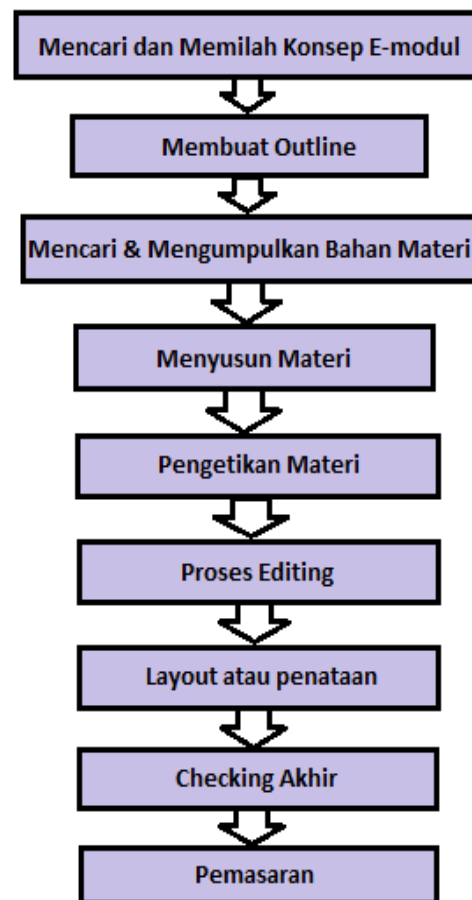 Mencari dan Memilah Konsep E-modul
Membuat Outline
Mencari & Mengumpulkan Bahan Materi
Menyusun Materi
Pengetikan Materi
Proses Editing
Layout atau penataan
Checking Akhir
Pemasaran